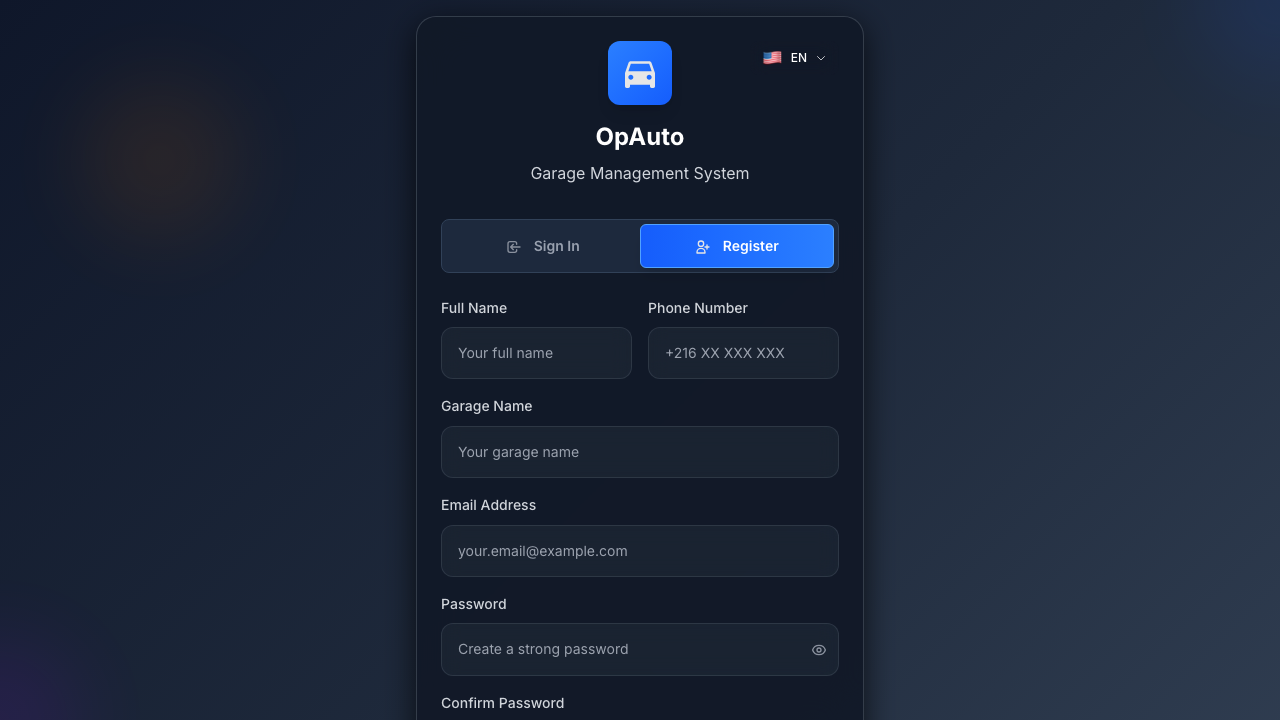 EN
OpAuto
Garage Management System
Sign In
Register
Full Name
Phone Number
Your full name
+216 XX XXX XXX
Garage Name
Your garage name
Email Address
your.email@example.com
Password
Create a strong password
Confirm Password